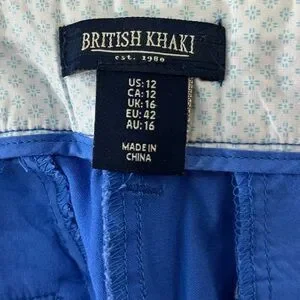 BRITISH KHAKI
est. 1980
US: 12
CA: 12
UK: 16
EU: 42
AU: 16
MADE IN
CHINA